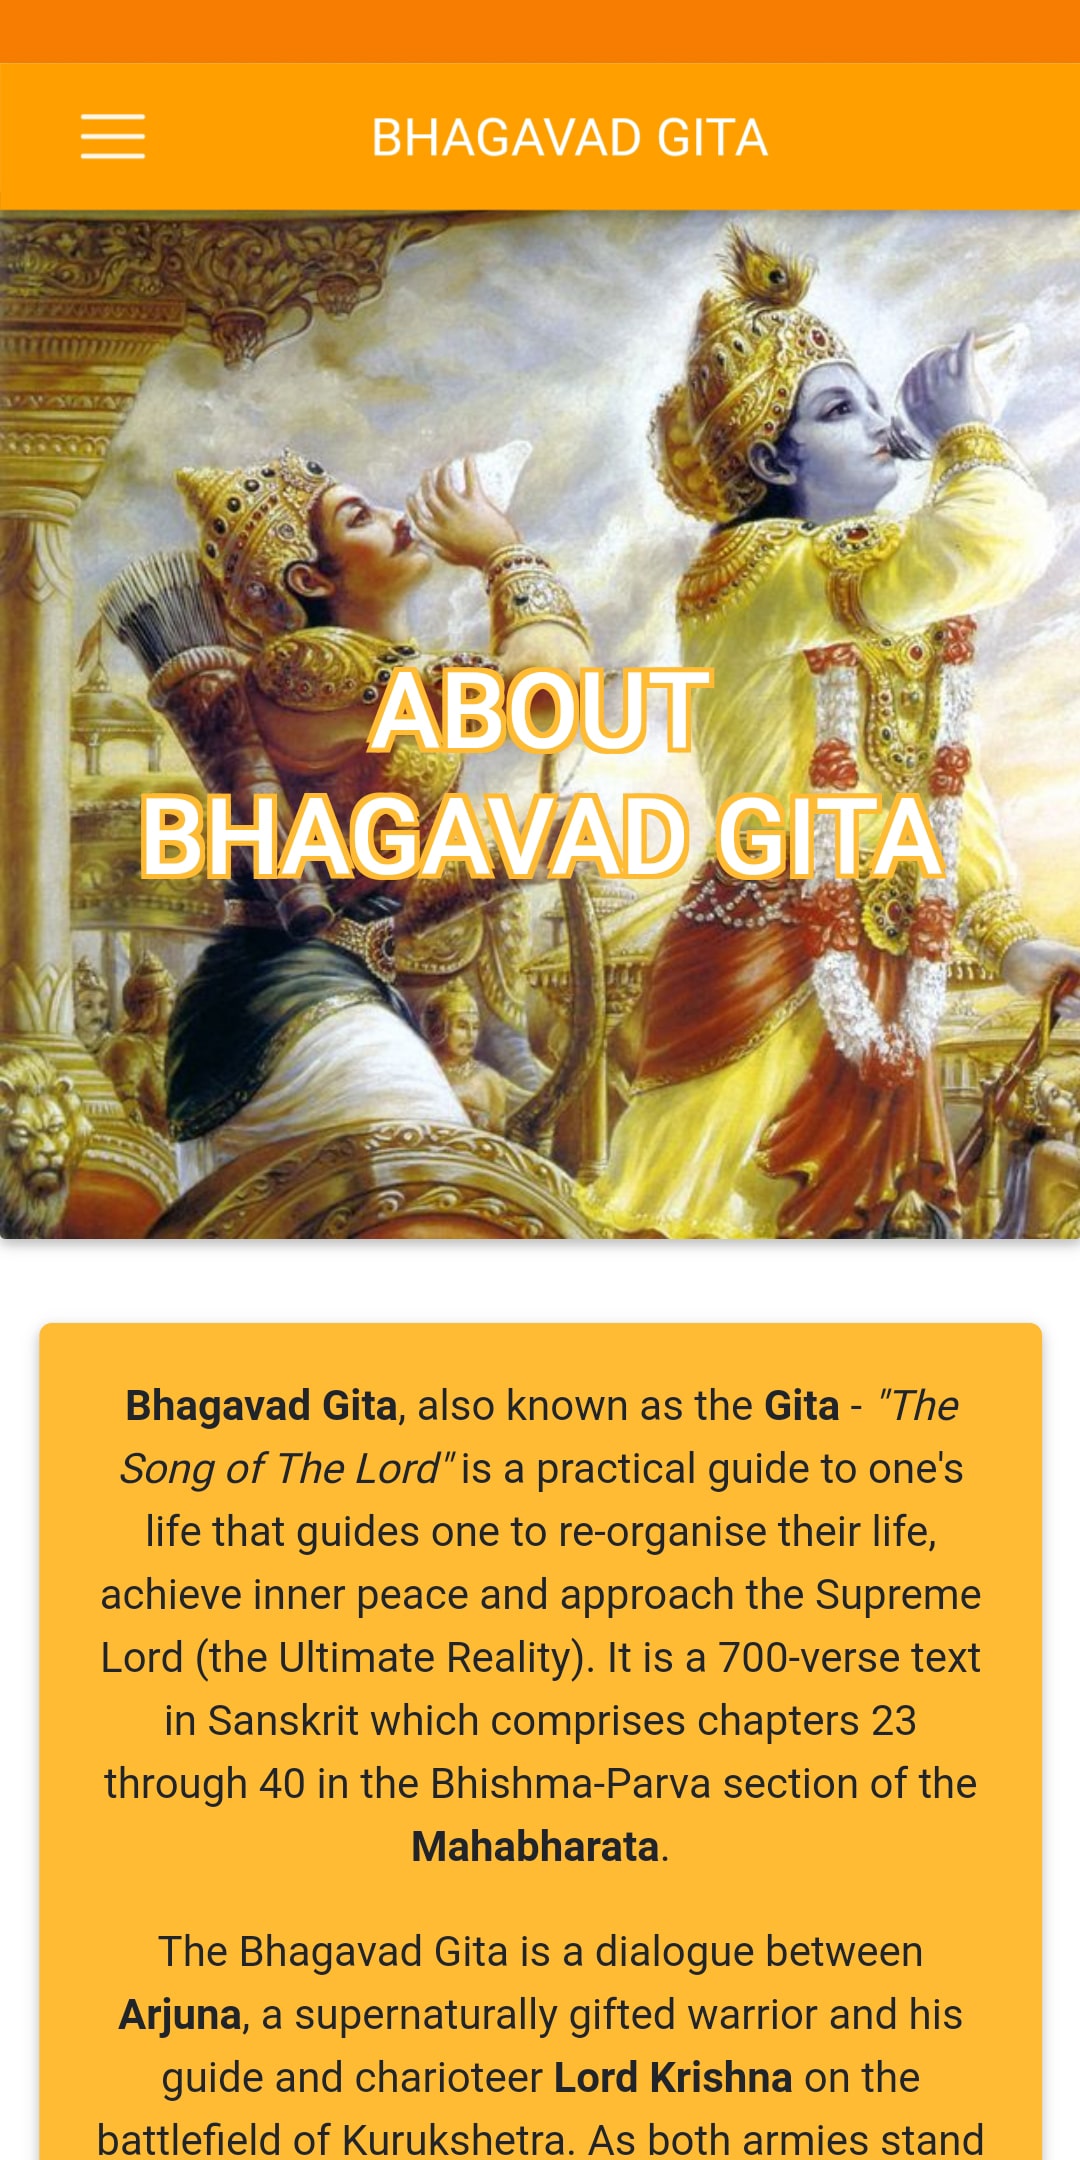 BHAGAVAD GITA
ABOUT
BHAGAVAD GITA
Bhagavad Gita, also known as the Gita - "The
Song of The Lord" is a practical guide to one's
life that guides one to re-organise their life,
achieve inner peace and approach the Supreme
Lord (the Ultimate Reality). It is a 700-verse text
in Sanskrit which comprises chapters 23
through 40 in the Bhishma-Parva section of the
Mahabharata.
The Bhagavad Gita is a dialogue between
Arjuna, a supernaturally gifted warrior and his
guide and charioteer Lord Krishna on the
battlefield of Kurukshetra. As both armies stand